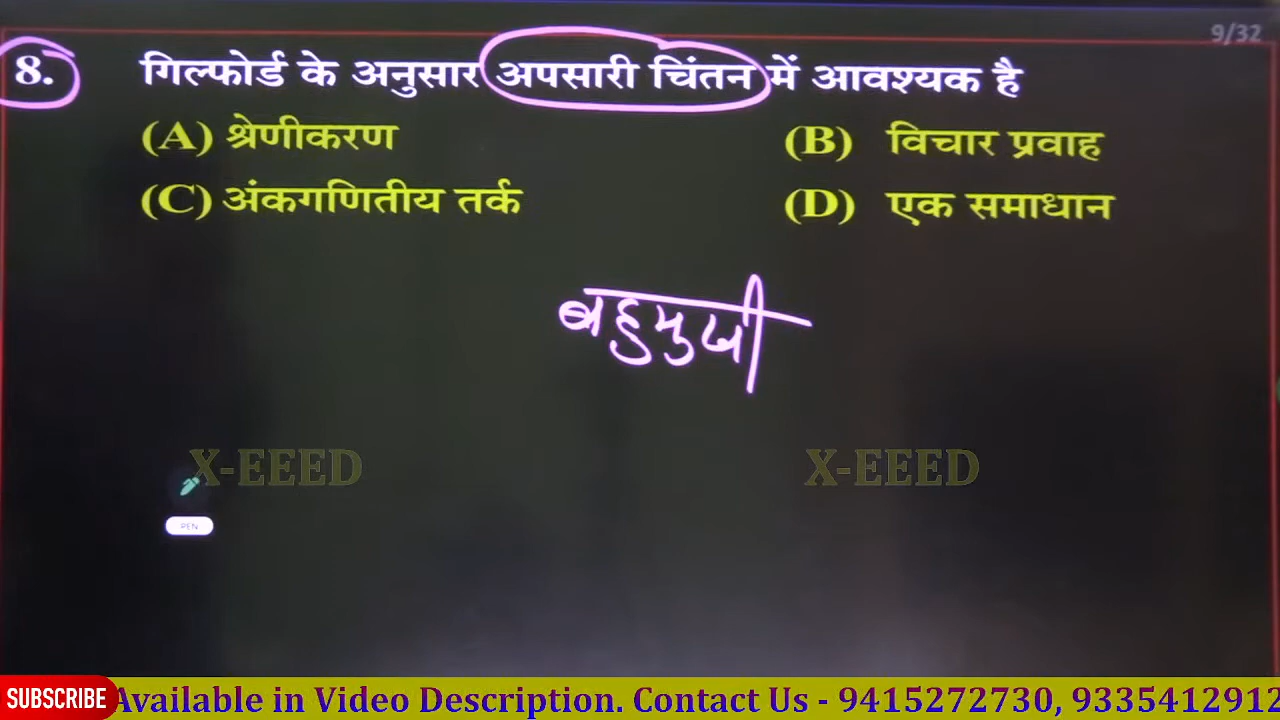 9/32
8. गिल्फोर्ड के अनुसार अपसारी चिंतन में आवश्यक है
(A) श्रेणीकरण (B) विचार प्रवाह
(C) अंकगणितीय तर्क (D) एक समाधान
बहुमुखी
X-EEED X-EEED
PEN
SUBSCRIBE Available in Video Description. Contact Us - 9415272730, 9335412912